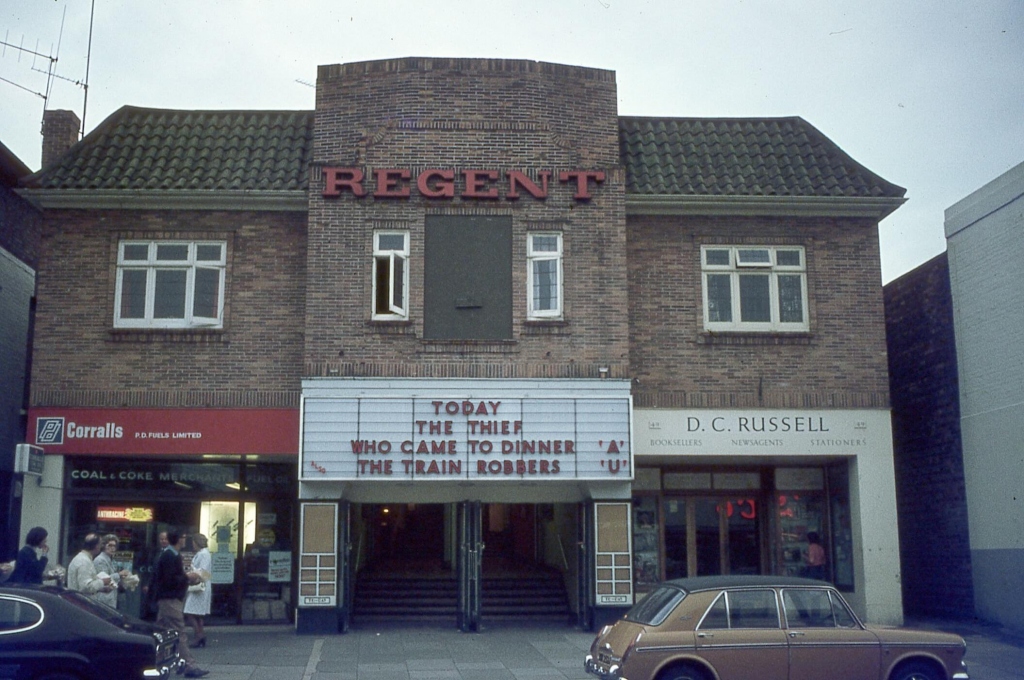 REGENT
TODAY
THE THIEF
WHO CAME TO DINNER 'A'
THE TRAIN ROBBERS 'U'
Corralls P.D. FUELS LIMITED
COAL & COKE MERCHANTS
D. C. RUSSELL
BOOKSELLERS NEWSAGENTS STATIONERS